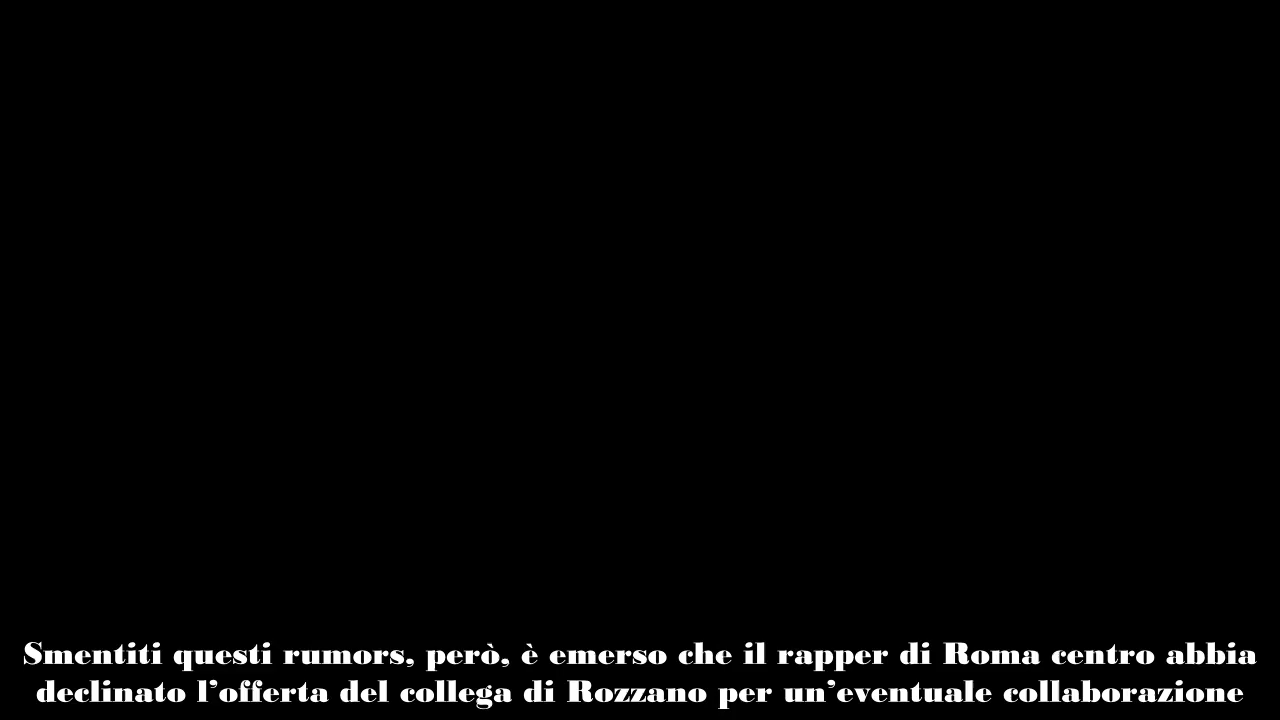 Smentiti questi rumors, però, è emerso che il rapper di Roma centro abbia
declinato l’offerta del collega di Rozzano per un’eventuale collaborazione